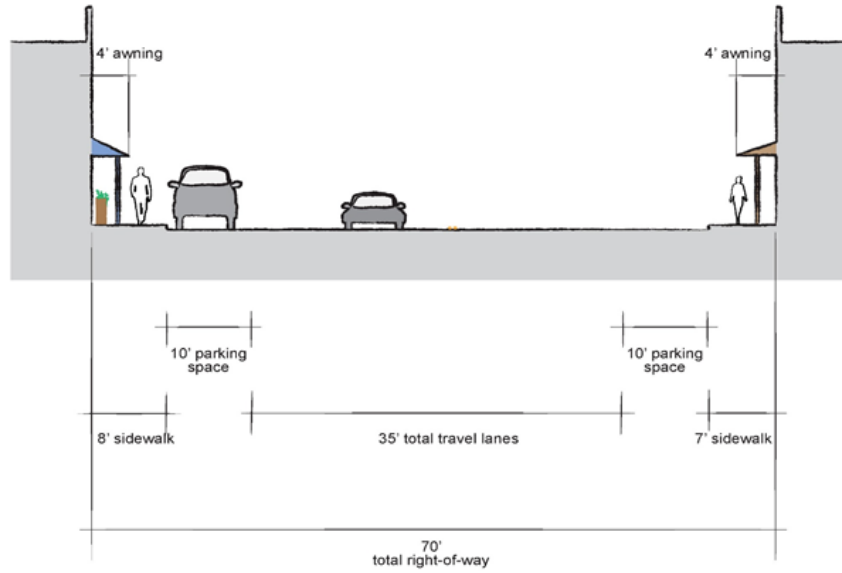 4' awning
4' awning
10' parking
space
10' parking
space
8' sidewalk
35' total travel lanes
7' sidewalk
70'
total right-of-way